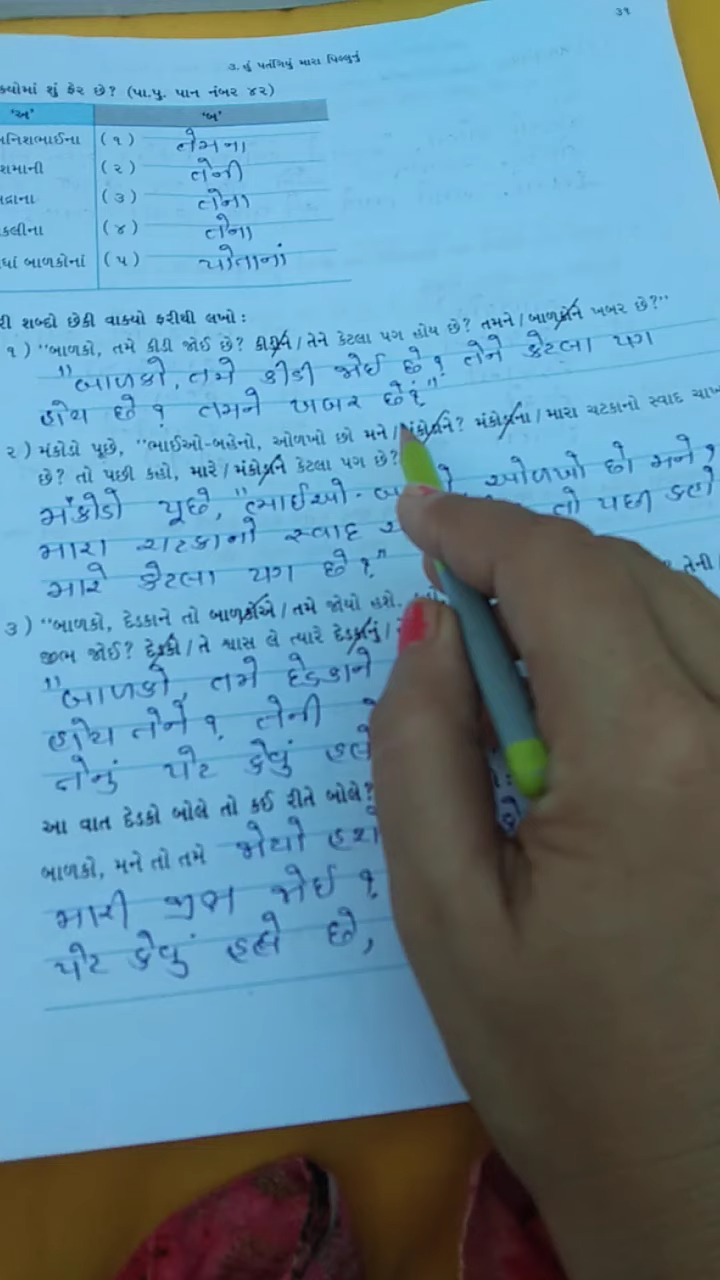 ૩૧
૩. હું પતંગિયું મારા પિલ્લુનું
ક્યોમાં શું ફેર છે? (પા.પુ. પાન નંબર ૪૨)
'અ' 'બ'
મનિશભાઈના (૧) તેમના
શમાની (૨) તેની
(૩) તેના
કલીના (૪) તેના
ધાં બાળકોનાં (૫) પોતાનાં
રી શબ્દો છેકી વાક્યો ફરીથી લખો:
૧) "બાળકો, તમે કીડી જોઈ છે? કીડીને/તેને કેટલા પગ હોય છે? તમને/બાળકોને ખબર છે?"
"બાળકો, તમે કીડી જોઈ છે? તેને કેટલા પગ
હોય છે? તમને ખબર છે?"
૨) મંકોડો પૂછે, "ભાઈઓ-બહેનો, ઓળખો છો મને/મંકોડાને? મંકોડાના/મારા ચટકાનો સ્વાદ ચાખ
છે? તો પછી કહો, મારે/મંકોડાને કેટલા પગ છે?
મંકોડો પૂછે, "ભાઈઓ-બ ઓળખો છો મને?
મારા ચટકાનો સ્વાદ તો પછી કહો
મારે કેટલા પગ છે?"
૩) "બાળકો, દેડકાને તો બાળકોએ/તમે જોયો હશે. તેની/
જીભ જોઈ? દેડકો/તે શ્વાસ લે ત્યારે દેડકાનું/
"બાળકો, તમે દેડકાને
હોય તેને? તેની
તેનું પેટ કેવું હલે
આ વાત દેડકો બોલે તો કઈ રીતે બોલે?
બાળકો, મને તો તમે જોયો હશે
મારી જીભ જોઈ?
પેટ કેવું હલે છે,